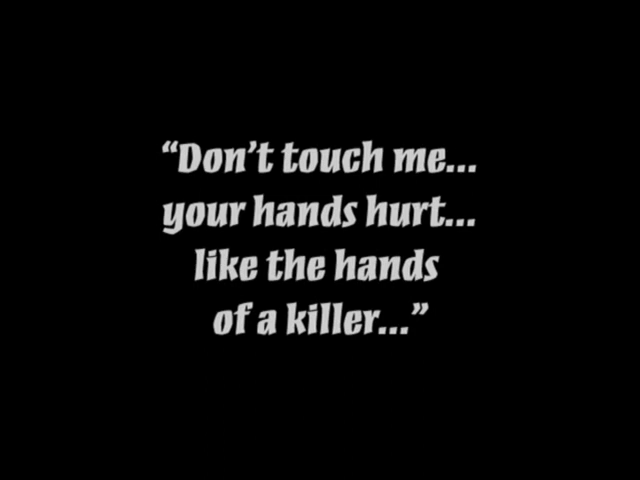 “Don’t touch me...
your hands hurt...
like the hands
of a killer...”